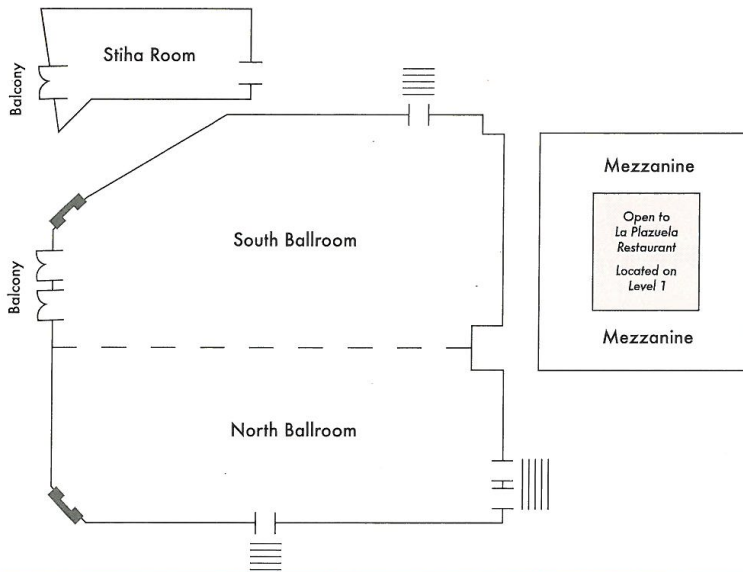 Stiha Room
Balcony
Mezzanine
Open to
La Plazuela
Restaurant
Located on
Level 1
South Ballroom
Balcony
Mezzanine
North Ballroom